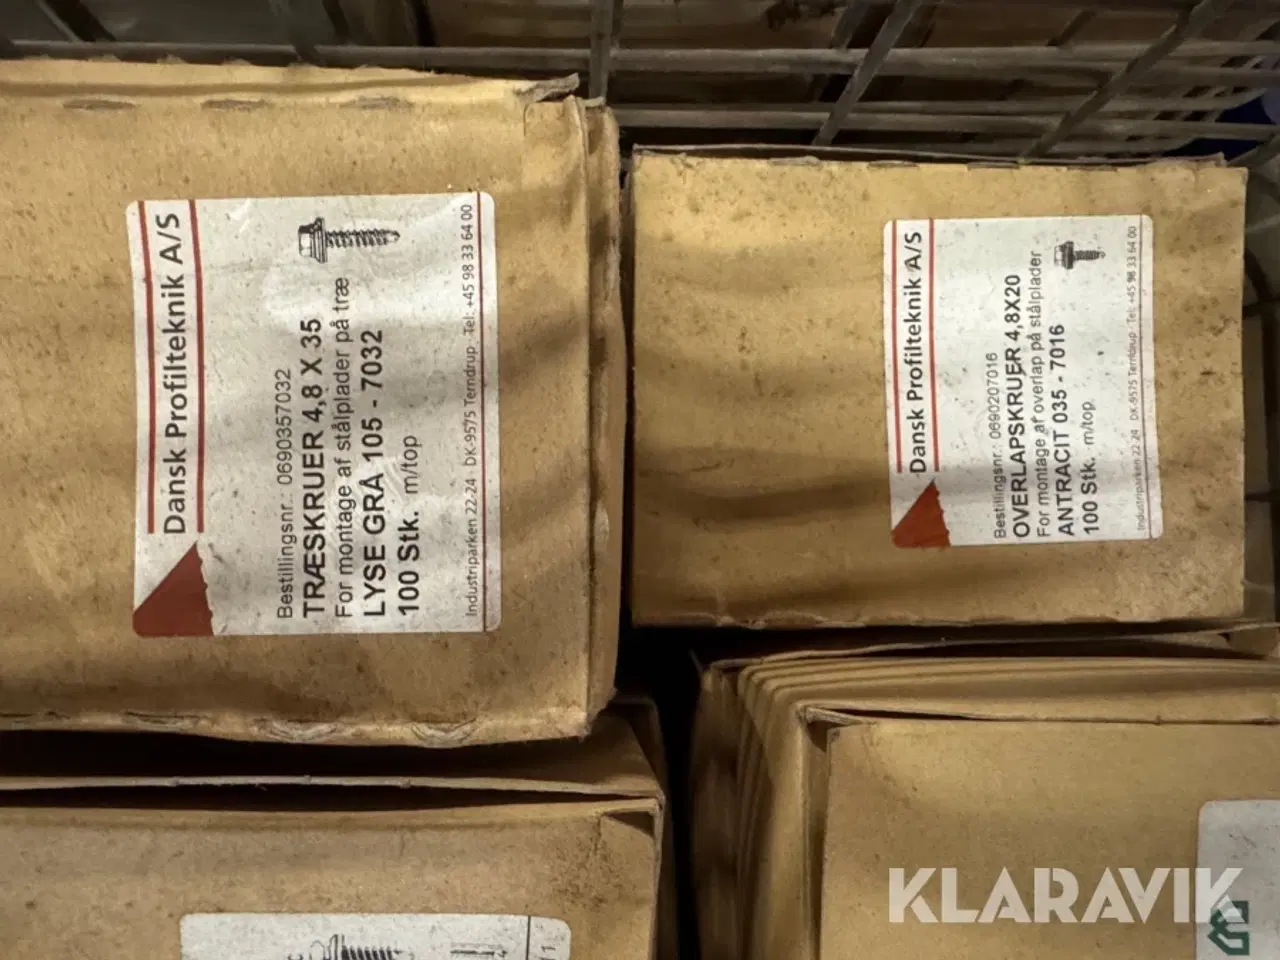 Dansk Profilteknik A/S
Bestillingsnr.: 0690357032
TRÆSKRUER 4,8 X 35
For montage af stålplader på træ
LYSE GRÅ 105 - 7032
100 Stk. m/top
Industriparken 22-24 · DK-9575 Terndrup · Tel: +45 98 33 64 00
Dansk Profilteknik A/S
Bestillingsnr.: 0690207016
OVERLAPSKRUER 4,8X20
For montage af overlap på stålplader
ANTRACIT 035 - 7016
100 Stk. m/top
Industriparken 22-24 · DK-9575 Terndrup · Tel: +45 98 33 64 00
KLARAVIK